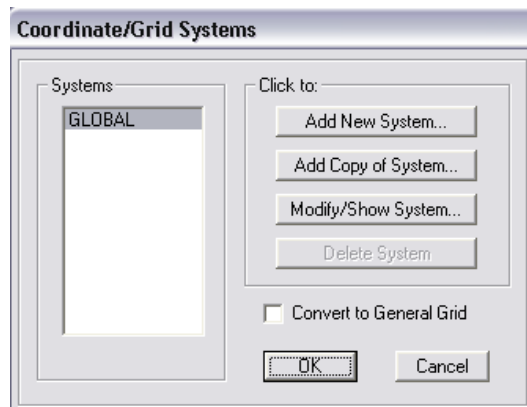 Coordinate/Grid Systems
Systems
GLOBAL
Click to:
Add New System...
Add Copy of System...
Modify/Show System...
Delete System
Convert to General Grid
OK
Cancel